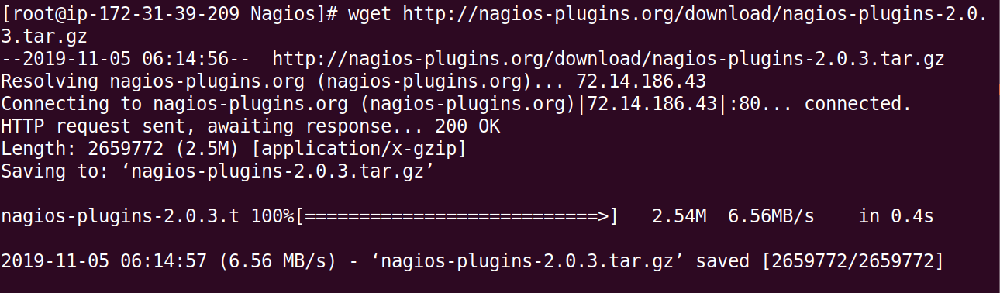 [root@ip-172-31-39-209 Nagios]# wget http://nagios-plugins.org/download/nagios-plugins-2.0.
3.tar.gz
--2019-11-05 06:14:56--  http://nagios-plugins.org/download/nagios-plugins-2.0.3.tar.gz
Resolving nagios-plugins.org (nagios-plugins.org)... 72.14.186.43
Connecting to nagios-plugins.org (nagios-plugins.org)|72.14.186.43|:80... connected.
HTTP request sent, awaiting response... 200 OK
Length: 2659772 (2.5M) [application/x-gzip]
Saving to: ‘nagios-plugins-2.0.3.tar.gz’
nagios-plugins-2.0.3.t 100%[===========================>]   2.54M  6.56MB/s    in 0.4s
2019-11-05 06:14:57 (6.56 MB/s) - ‘nagios-plugins-2.0.3.tar.gz’ saved [2659772/2659772]